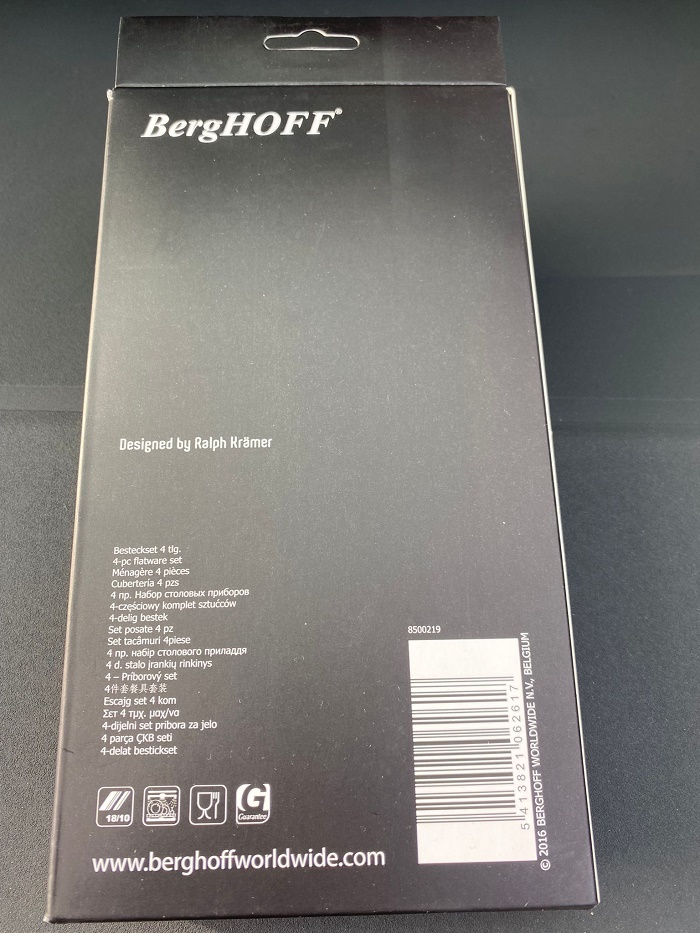 BergHOFF®
Designed by Ralph Krämer
Besteckset 4 tlg.
4-pc flatware set
Ménagère 4 pièces
Cubertería 4 pzs
4 пр. Набор столовых приборов
4-częściowy komplet sztućców
4-delig bestek
Set posate 4 pz
Set tacâmuri 4piese
4 пр. набір столового приладдя
4 d. stalo įrankių rinkinys
4 – Príborový set
4件套餐具套装
Escajg set 4 kom
Σετ 4 τμχ. μαχ/να
4-dijelni set pribora za jelo
4 parça ÇKB seti
4-delat bestickset
18/10
G
Guarantee
www.berghoffworldwide.com
8500219
5 413821 062617
© 2016 BERGHOFF WORLDWIDE N.V., BELGIUM